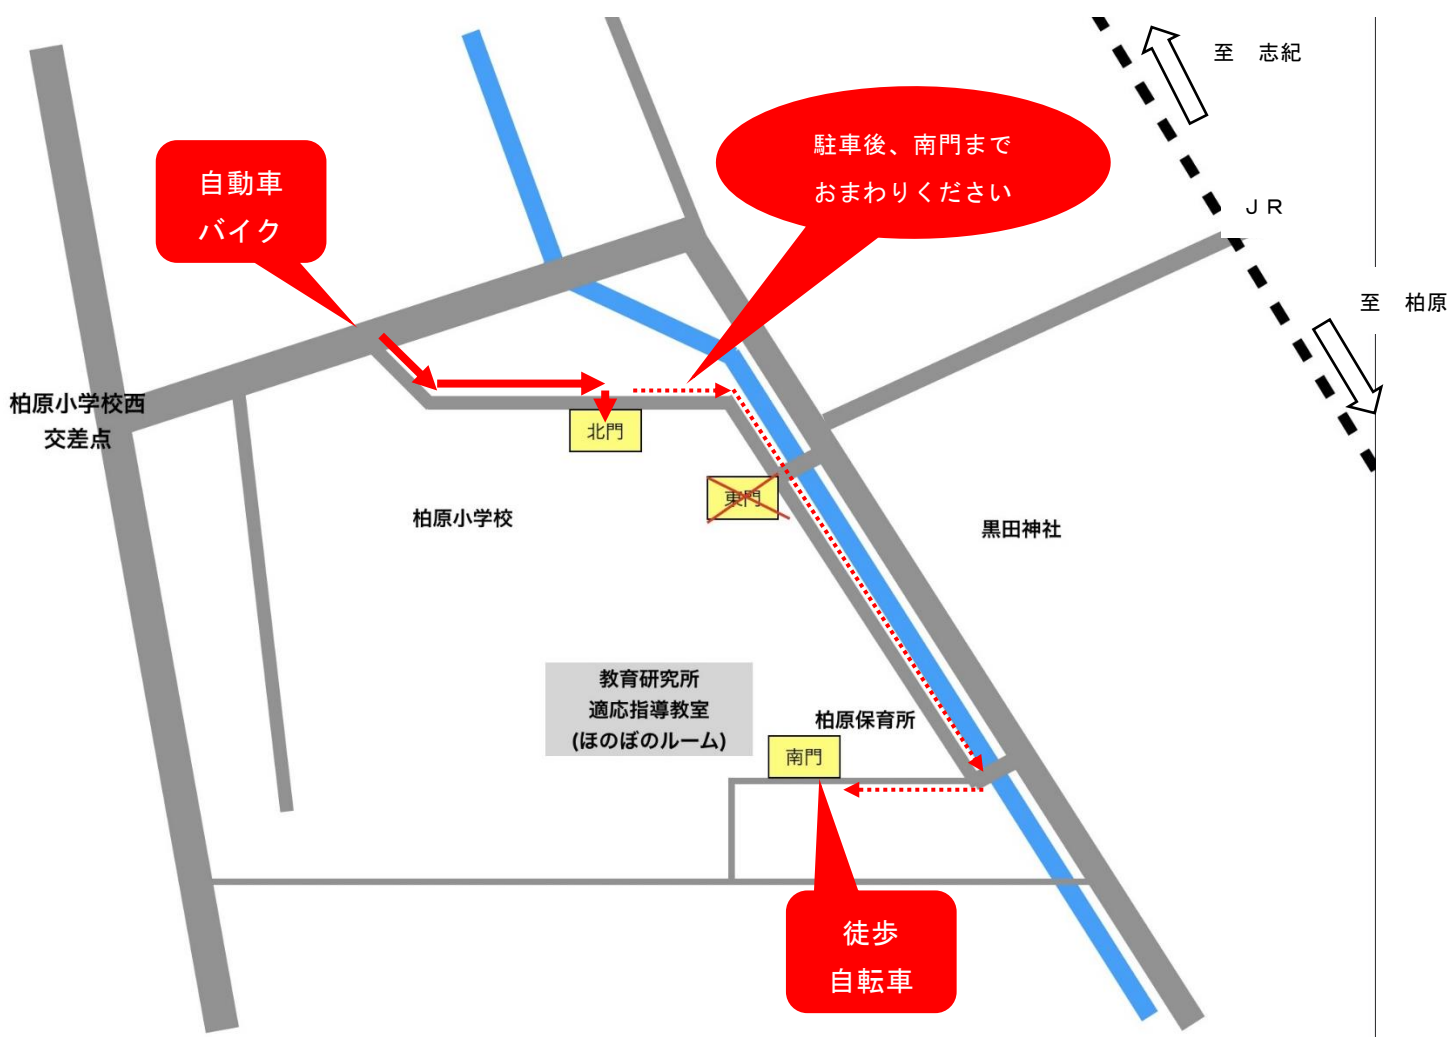 至　志紀
駐車後、南門まで
おまわりください
自動車
バイク
ＪＲ
至　柏原
柏原小学校西
交差点
北門
東門
柏原小学校
黒田神社
教育研究所
適応指導教室
(ほのぼのルーム)
柏原保育所
南門
徒歩
自転車